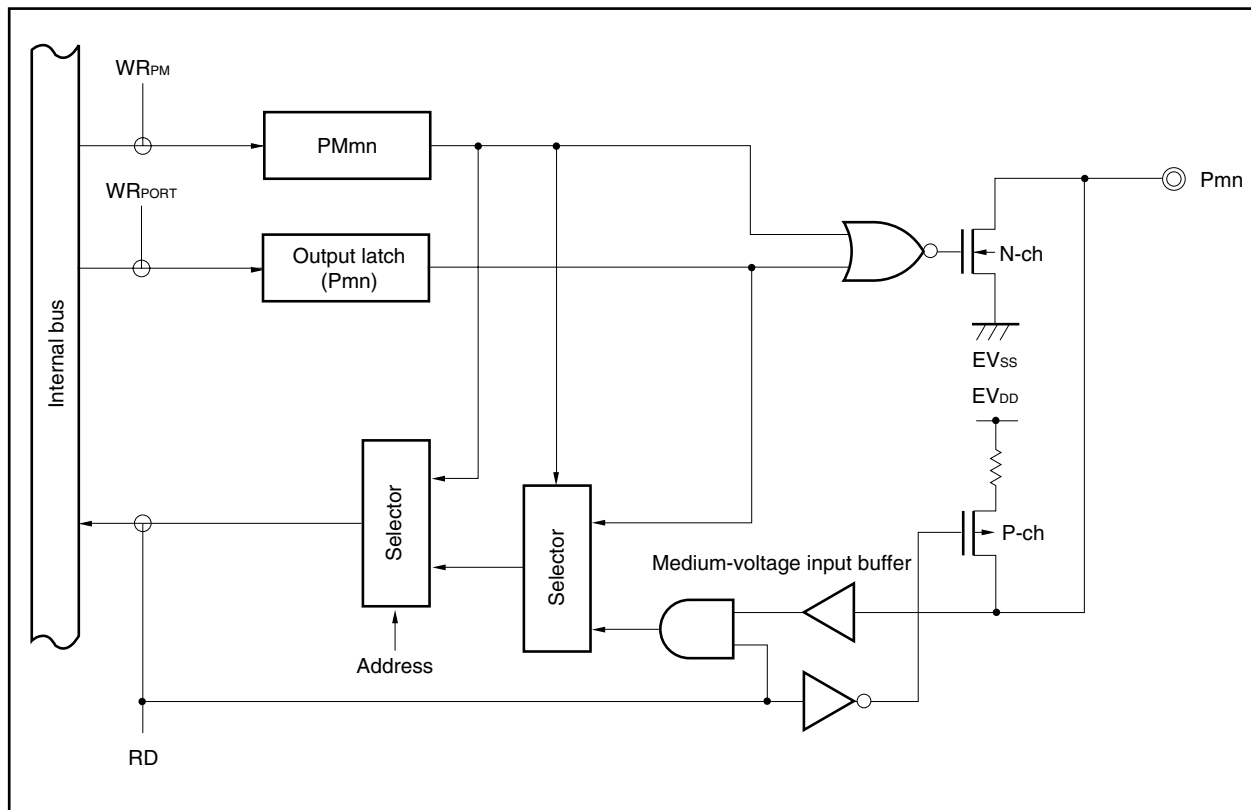 WRPM
PMmn
WRPORT
Output latch
(Pmn)
Pmn
N-ch
EVSS
EVDD
Internal bus
Selector
Selector
P-ch
Medium-voltage input buffer
Address
RD